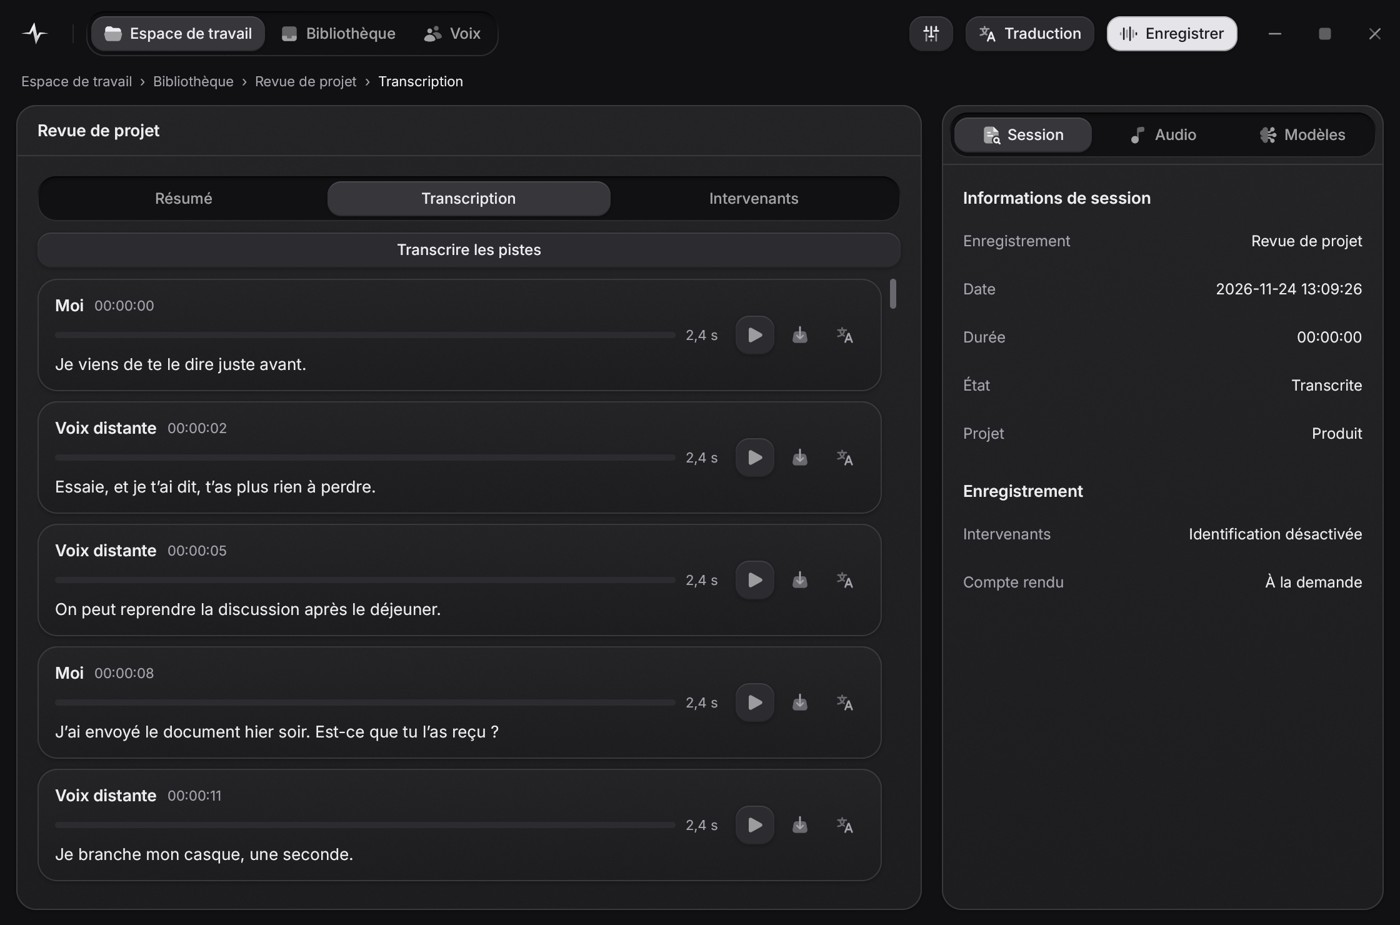 Espace de travail
Bibliothèque
Voix
Traduction
Enregistrer
Espace de travail › Bibliothèque › Revue de projet › Transcription
Revue de projet
Résumé
Transcription
Intervenants
Transcrire les pistes
Moi 00:00:00
2,4 s
Je viens de te le dire juste avant.
Voix distante 00:00:02
2,4 s
Essaie, et je t’ai dit, t’as plus rien à perdre.
Voix distante 00:00:05
2,4 s
On peut reprendre la discussion après le déjeuner.
Moi 00:00:08
2,4 s
J’ai envoyé le document hier soir. Est-ce que tu l’as reçu ?
Voix distante 00:00:11
2,4 s
Je branche mon casque, une seconde.
Session
Audio
Modèles
Informations de session
Enregistrement Revue de projet
Date 2026-11-24 13:09:26
Durée 00:00:00
État Transcrite
Projet Produit
Enregistrement
Intervenants Identification désactivée
Compte rendu À la demande